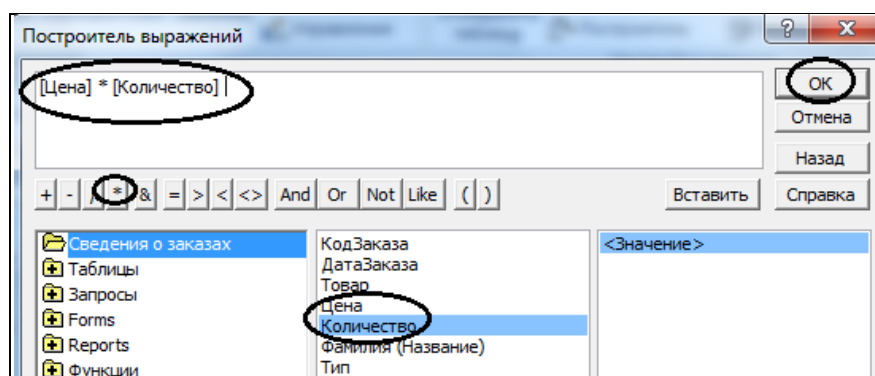 Построитель выражений
? X
[Цена] * [Количество]
ОК
Отмена
Назад
+ - / * & = > < <> And Or Not Like ( ) Вставить Справка
Сведения о заказах
Таблицы
Запросы
Forms
Reports
Функции
КодЗаказа
ДатаЗаказа
Товар
Цена
Количество
Фамилия (Название)
Тип
<Значение>